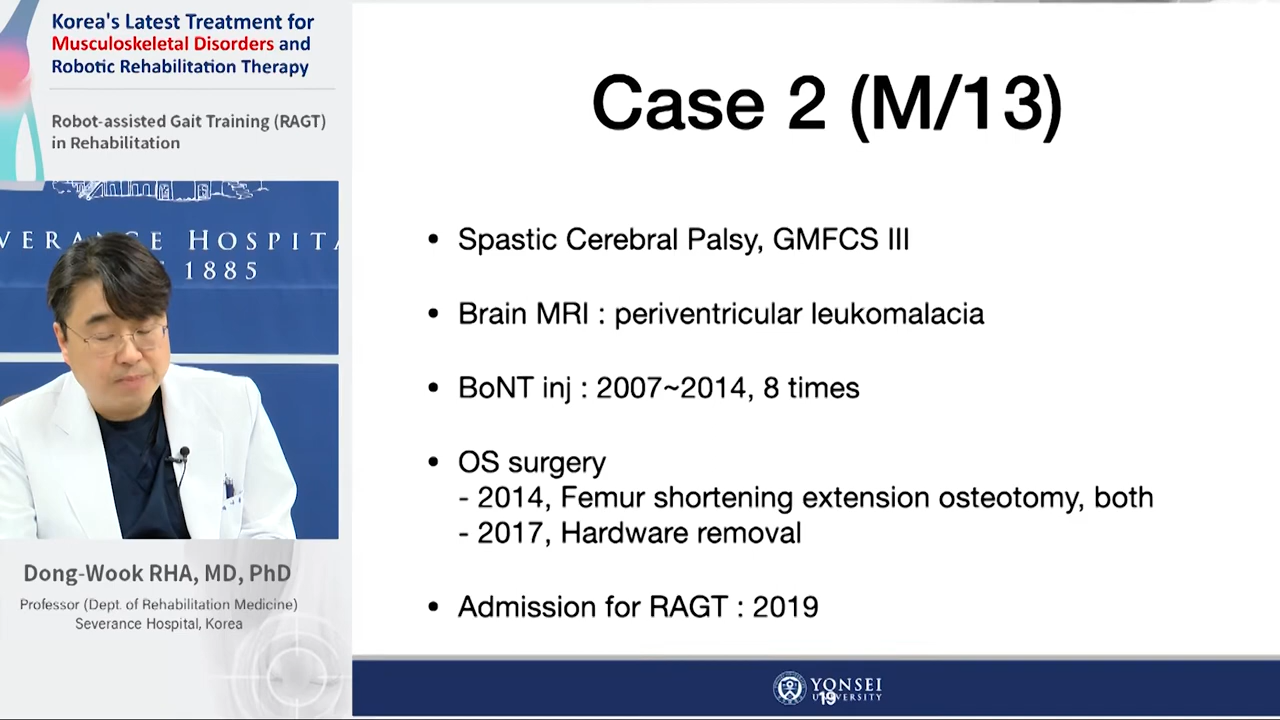 Korea's Latest Treatment for
Musculoskeletal Disorders and
Robotic Rehabilitation Therapy
Robot-assisted Gait Training (RAGT)
in Rehabilitation
VERANCE HOSPITA
1885
Dong-Wook RHA, MD, PhD
Professor (Dept. of Rehabilitation Medicine)
Severance Hospital, Korea
Case 2 (M/13)
• Spastic Cerebral Palsy, GMFCS III
• Brain MRI : periventricular leukomalacia
• BoNT inj : 2007~2014, 8 times
• OS surgery
- 2014, Femur shortening extension osteotomy, both
- 2017, Hardware removal
• Admission for RAGT : 2019
YONSEI
UNIVERSITY
19